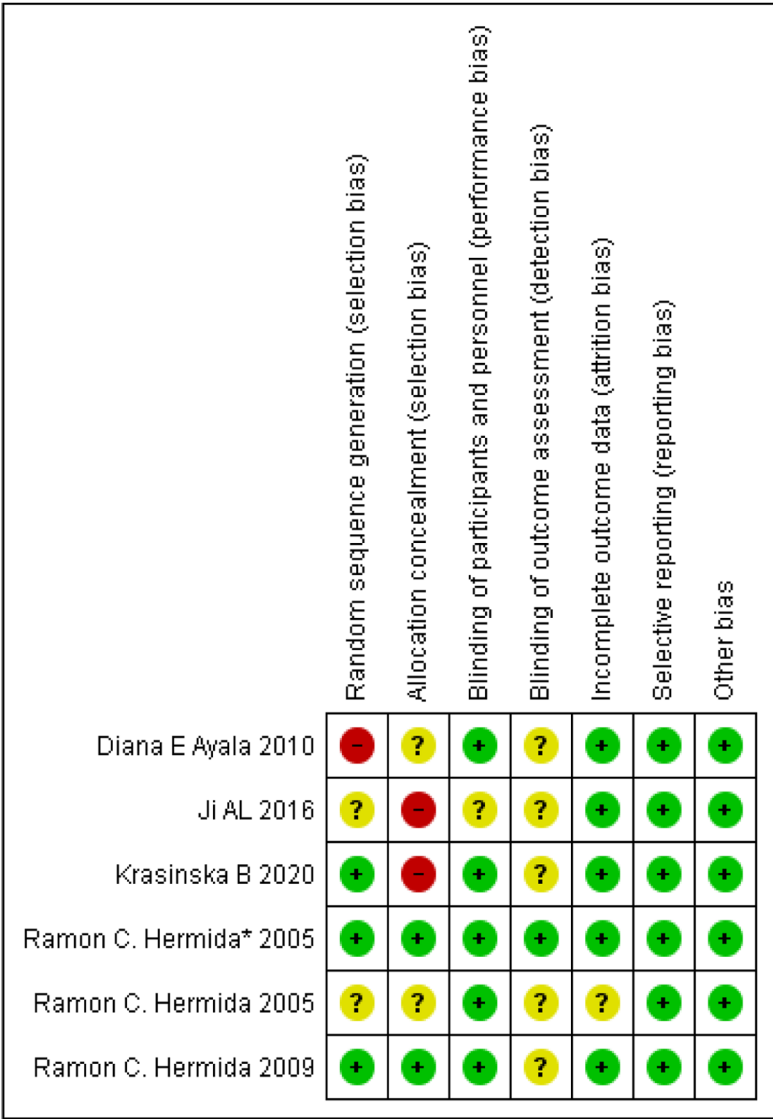 Random sequence generation (selection bias)
Allocation concealment (selection bias)
Blinding of participants and personnel (performance bias)
Blinding of outcome assessment (detection bias)
Incomplete outcome data (attrition bias)
Selective reporting (reporting bias)
Other bias
Diana E Ayala 2010 - ? + ? + + +
Ji AL 2016 ? - ? ? + + +
Krasinska B 2020 + - + ? + + +
Ramon C. Hermida* 2005 + + + + + + +
Ramon C. Hermida 2005 ? ? + ? ? + +
Ramon C. Hermida 2009 + + + ? + + +